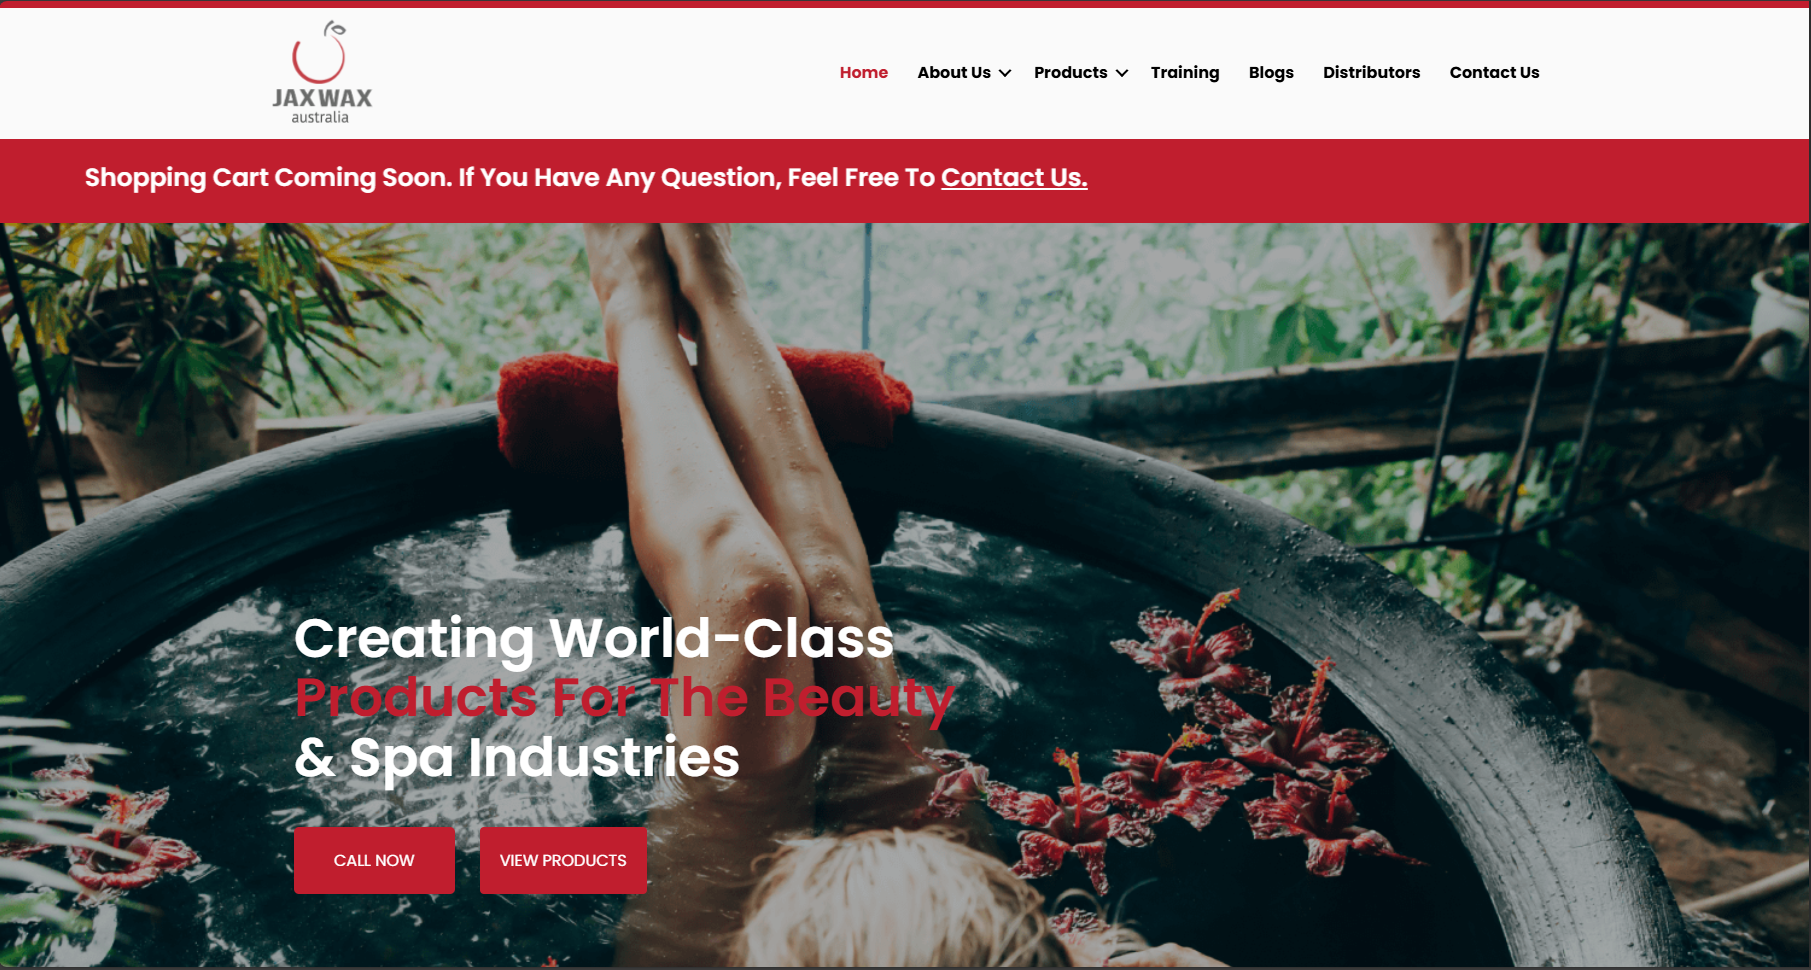 JAXWAX
australia
Home
About Us
Products
Training
Blogs
Distributors
Contact Us
Shopping Cart Coming Soon. If You Have Any Question, Feel Free To Contact Us.
Creating World-Class
Products For The Beauty
& Spa Industries
CALL NOW
VIEW PRODUCTS